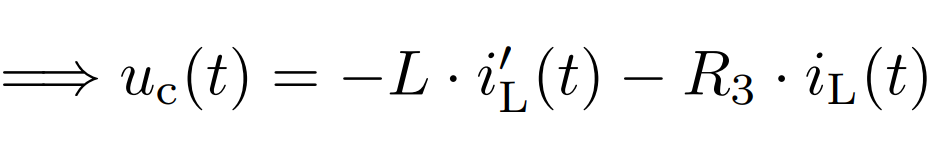 ⟹ u_c(t) = −L · i′_L(t) − R_3 · i_L(t)